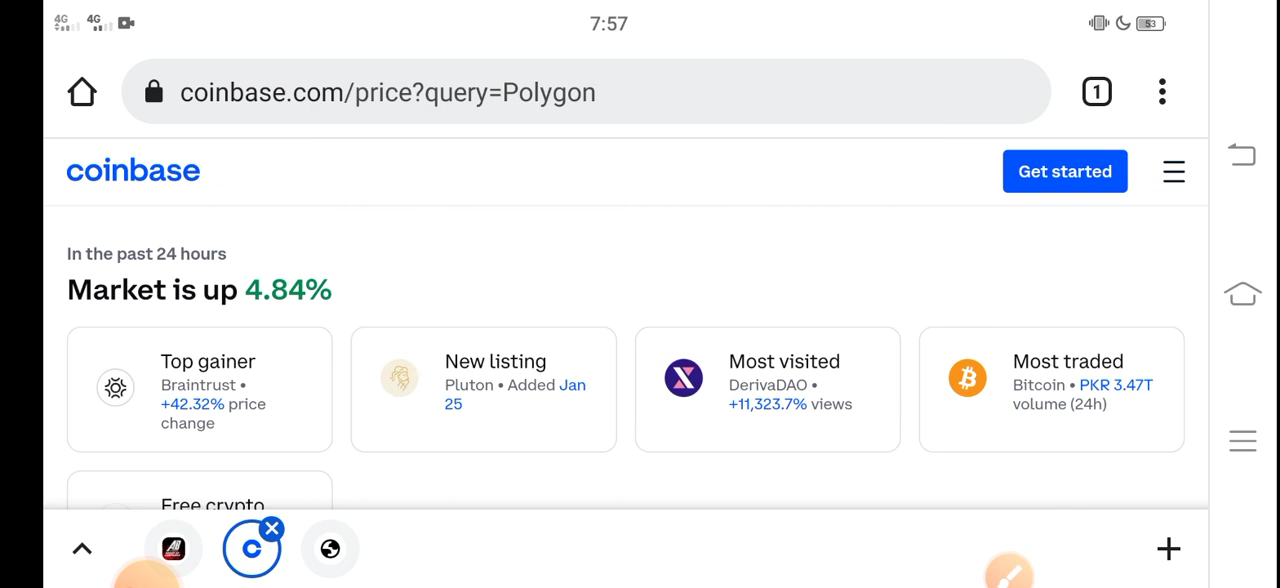 4G 4G 7:57 53
coinbase.com/price?query=Polygon 1
coinbase Get started
In the past 24 hours
Market is up 4.84%
Top gainer
Braintrust •
+42.32% price
change
New listing
Pluton • Added Jan
25
Most visited
DerivaDAO •
+11,323.7% views
Most traded
Bitcoin • PKR 3.47T
volume (24h)
Free crypto